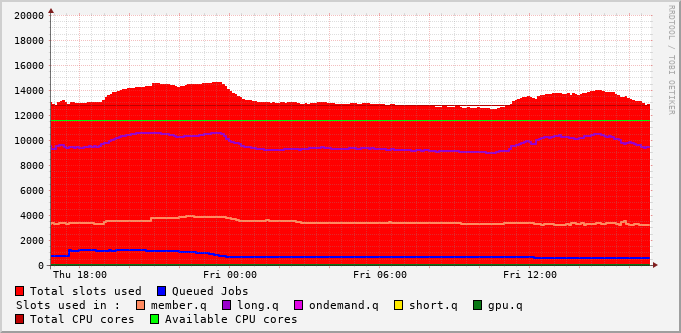 20000
18000
16000
14000
12000
10000
8000
6000
4000
2000
0
Thu 18:00 Fri 00:00 Fri 06:00 Fri 12:00
RRDTOOL / TOBI OETIKER
Total slots used Queued Jobs
Slots used in : member.q long.q ondemand.q short.q gpu.q
Total CPU cores Available CPU cores